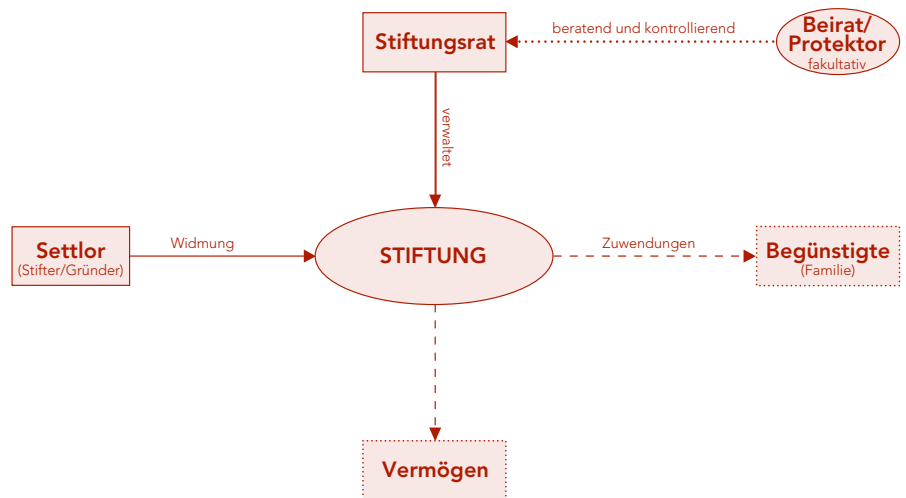 Stiftungsrat
beratend und kontrollierend
Beirat/
Protektor
fakultativ
verwaltet
Settlor
(Stifter/Gründer)
Widmung
STIFTUNG
Zuwendungen
Begünstigte
(Familie)
Vermögen